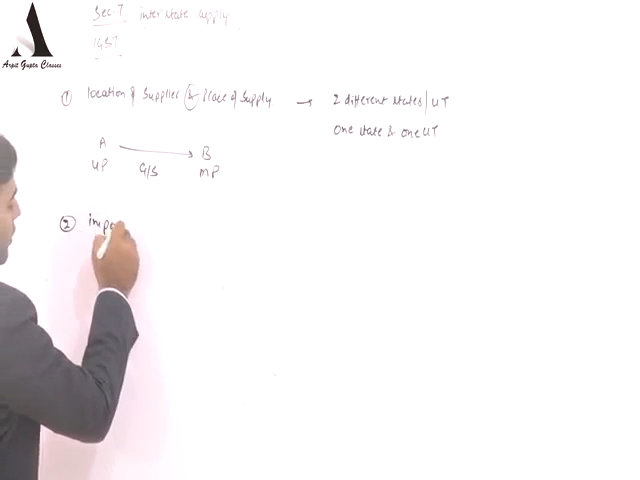 Arpit Gupta Classes
Sec 7 inter state supply
IGST
① location of supplier & Place of Supply → 2 different states/UT
One state & one UT
A → B
UP G/S MP
② impo